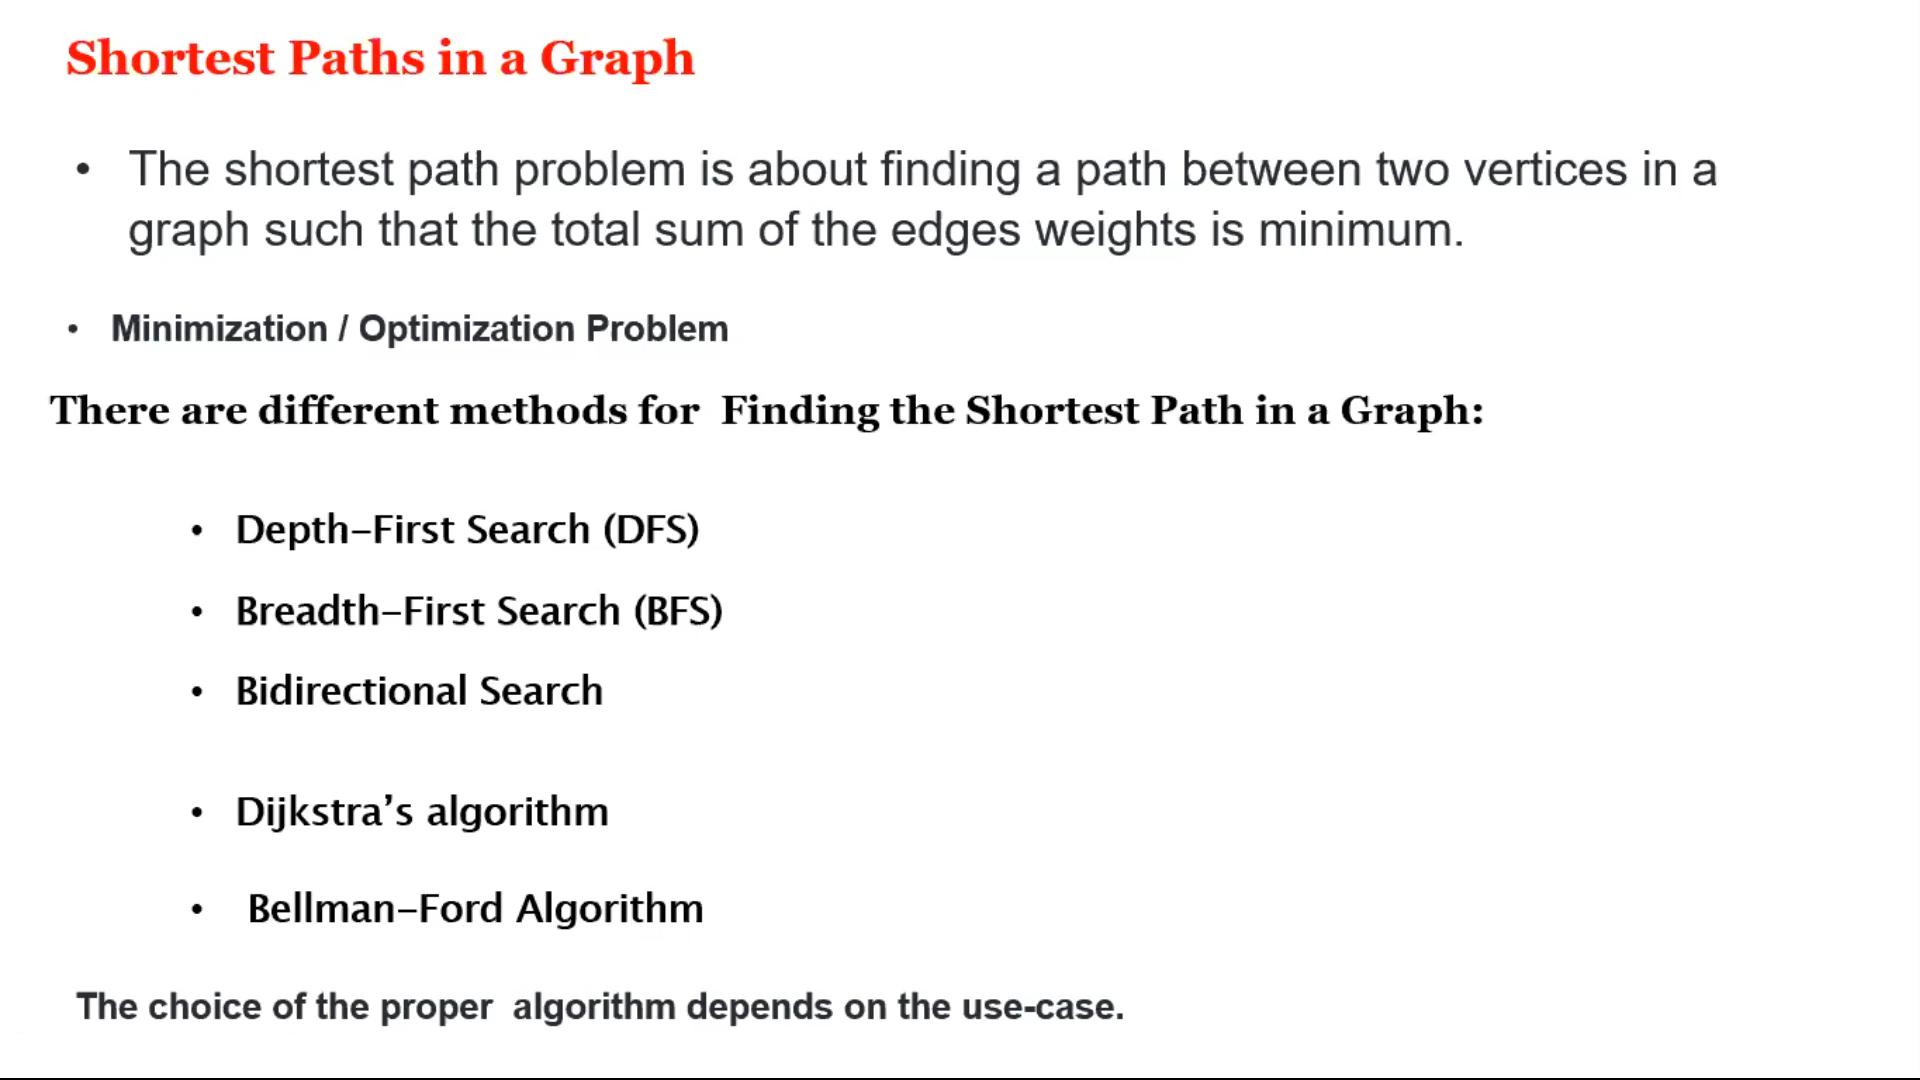 Shortest Paths in a Graph
• The shortest path problem is about finding a path between two vertices in a
graph such that the total sum of the edges weights is minimum.
• Minimization / Optimization Problem
There are different methods for  Finding the Shortest Path in a Graph:
• Depth–First Search (DFS)
• Breadth–First Search (BFS)
• Bidirectional Search
• Dijkstra’s algorithm
• Bellman–Ford Algorithm
The choice of the proper  algorithm depends on the use-case.